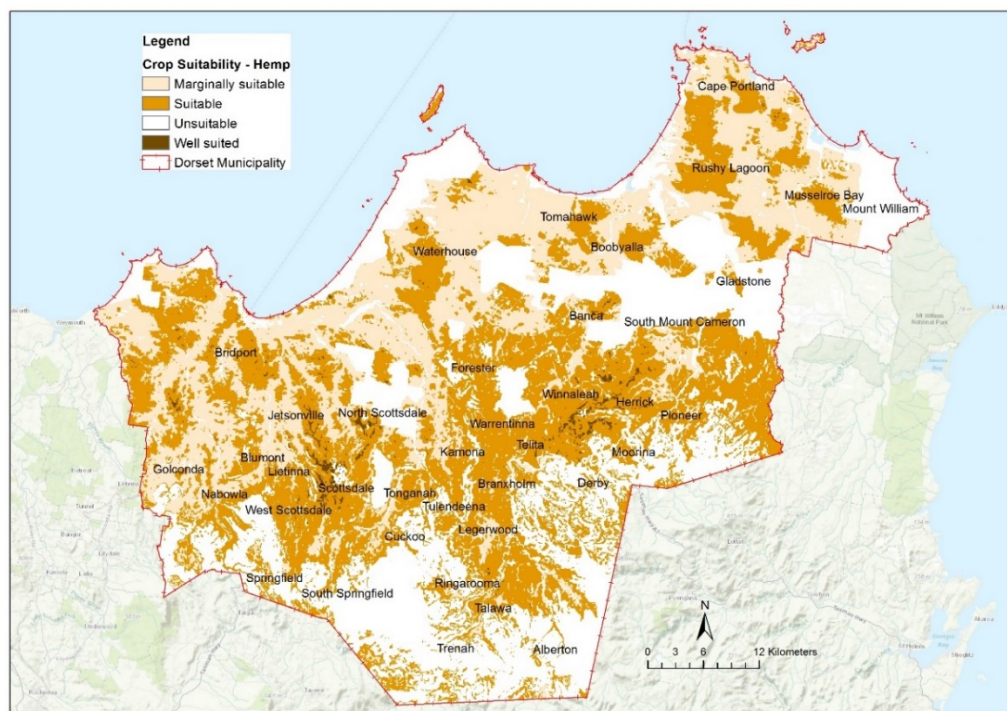 Legend
Crop Suitability - Hemp
Marginally suitable
Suitable
Unsuitable
Well suited
Dorset Municipality
Cape Portland
Rushy Lagoon
Musselroe Bay
Mount William
Tomahawk
Boobyalla
Waterhouse
Gladstone
Banca
South Mount Cameron
Bridport
Forester
Winnaleah
Herrick
Pioneer
Jetsonville
North Scottsdale
Warrentinna
Telita
Moorina
Kamona
Golconda
Blumont
Lietinna
Nabowla
Scottsdale
Tonganah
Branxholm
Derby
West Scottsdale
Tulendeena
Legerwood
Cuckoo
Springfield
South Springfield
Ringarooma
Talawa
Trenah
Alberton
N
0 3 6 12 Kilometers